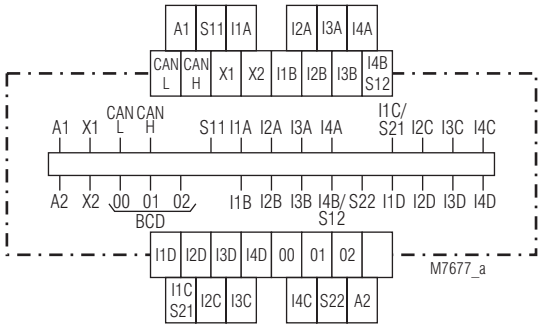 A1 S11 I1A I2A I3A I4A
CAN L CAN H X1 X2 I1B I2B I3B I4B S12
A1 X1 CAN L CAN H S11 I1A I2A I3A I4A I1C/ S21 I2C I3C I4C
A2 X2 00 01 02 I1B I2B I3B I4B/ S12 S22 I1D I2D I3D I4D
BCD
I1D I2D I3D I4D 00 01 02
M7677_a
I1C S21 I2C I3C I4C S22 A2